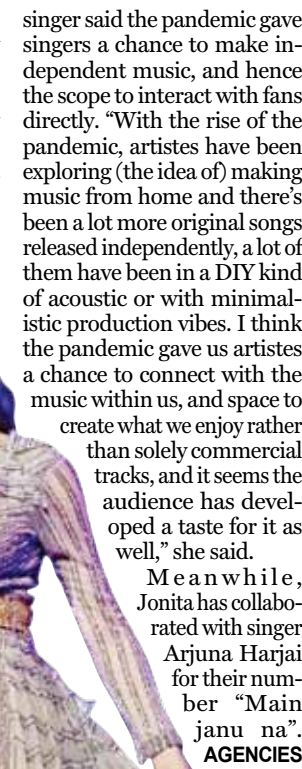 singer said the pandemic gave
singers a chance to make in-
dependent music, and hence
the scope to interact with fans
directly. “With the rise of the
pandemic, artistes have been
exploring (the idea of) making
music from home and there’s
been a lot more original songs
released independently, a lot of
them have been in a DIY kind
of acoustic or with minimal-
istic production vibes. I think
the pandemic gave us artistes
a chance to connect with the
music within us, and space to
create what we enjoy rather
than solely commercial
tracks, and it seems the
audience has devel-
oped a taste for it as
well,” she said.
Meanwhile,
Jonita has collabo-
rated with singer
Arjuna Harjai
for their num-
ber “Main
janu na”.
AGENCIES